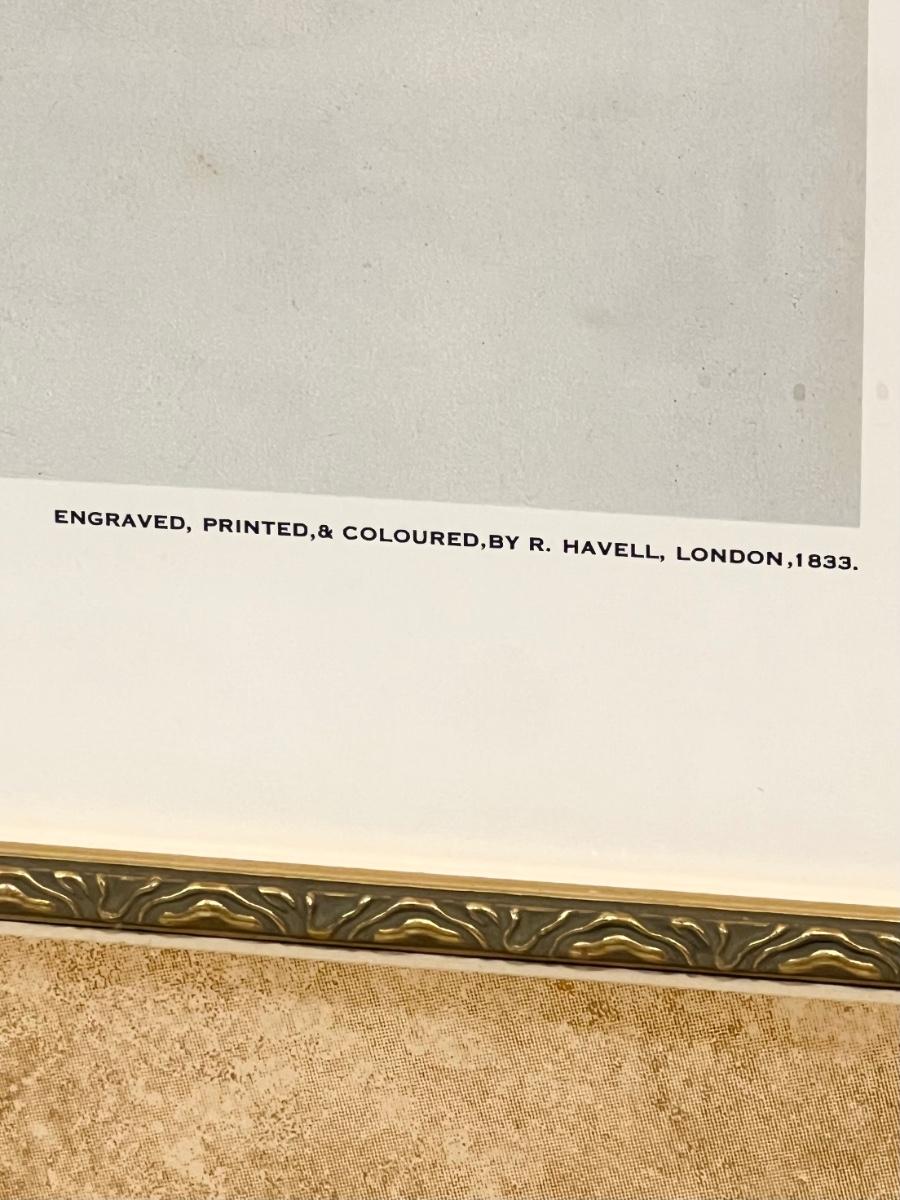 ENGRAVED, PRINTED,& COLOURED,BY R. HAVELL, LONDON,1833.